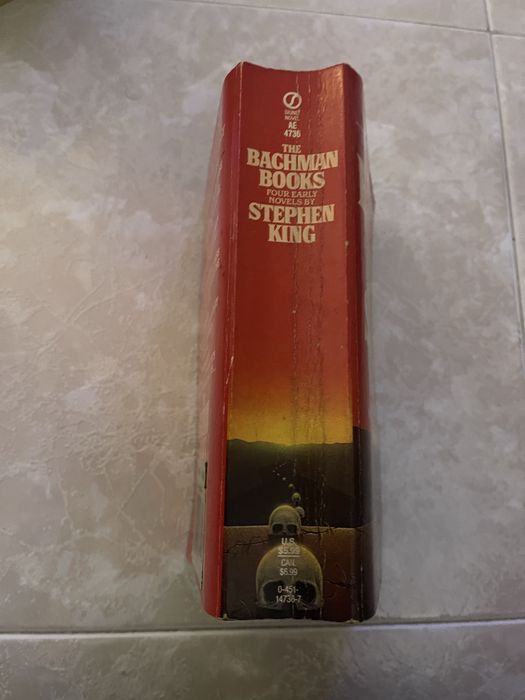 SIGNET
NOVEL
AE
4736
THE
BACHMAN
BOOKS
FOUR EARLY
NOVELS BY
STEPHEN
KING
U.S.
$5.99
CAN.
$6.99
0-451-
14736-7